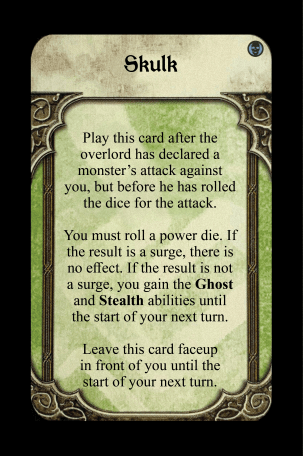 Skulk
Play this card after the
overlord has declared a
monster's attack against
you, but before he has rolled
the dice for the attack.
You must roll a power die. If
the result is a surge, there is
no effect. If the result is not
a surge, you gain the Ghost
and Stealth abilities until
the start of your next turn.
Leave this card faceup
in front of you until the
start of your next turn.